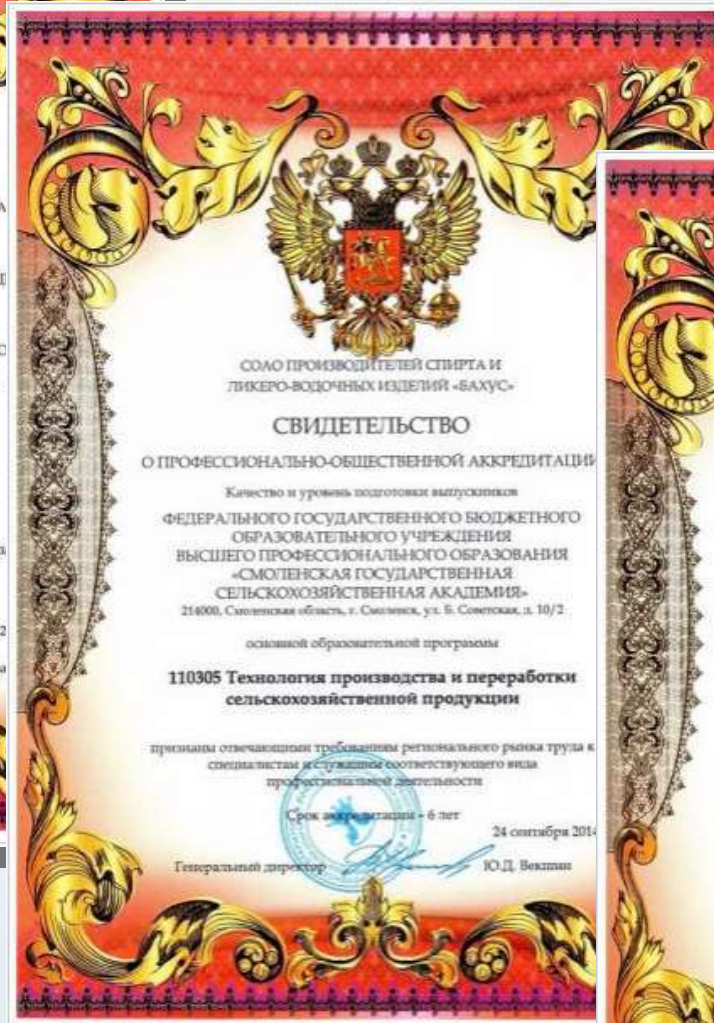 СОАО ПРОИЗВОДИТЕЛЕЙ СПИРТА И
ЛИКЕРО-ВОДОЧНЫХ ИЗДЕЛИЙ «БАХУС»
СВИДЕТЕЛЬСТВО
О ПРОФЕССИОНАЛЬНО-ОБЩЕСТВЕННОЙ АККРЕДИТАЦИИ
Качество и уровень подготовки выпускников
ФЕДЕРАЛЬНОГО ГОСУДАРСТВЕННОГО БЮДЖЕТНОГО
ОБРАЗОВАТЕЛЬНОГО УЧРЕЖДЕНИЯ
ВЫСШЕГО ПРОФЕССИОНАЛЬНОГО ОБРАЗОВАНИЯ
«СМОЛЕНСКАЯ ГОСУДАРСТВЕННАЯ
СЕЛЬСКОХОЗЯЙСТВЕННАЯ АКАДЕМИЯ»
214000, Смоленская область, г. Смоленск, ул. Б. Советская, д. 10/2
основной образовательной программы
110305 Технология производства и переработки
сельскохозяйственной продукции
признаны отвечающими требованиям регионального рынка труда к
специалистам и служащим соответствующего вида
профессиональной деятельности
Срок аккредитации - 6 лет
24 сентября 2014
Генеральный директор Ю.Д. Векшин